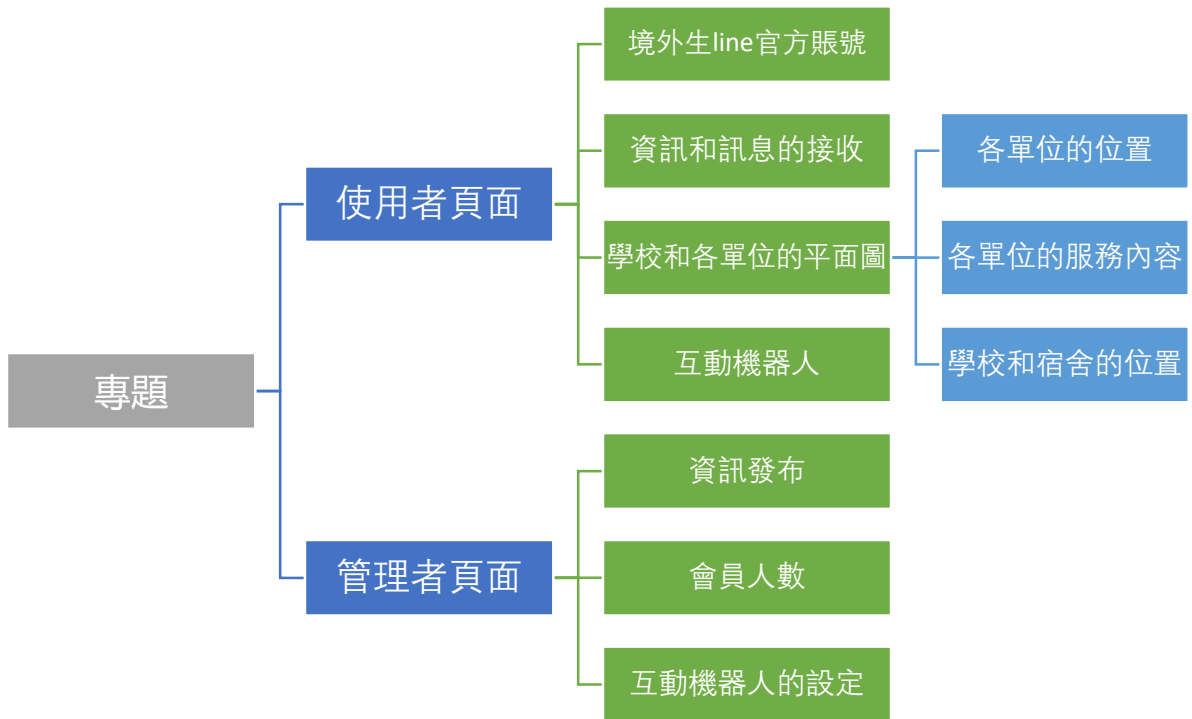 專題
使用者頁面
境外生line官方賬號
資訊和訊息的接收
學校和各單位的平面圖
各單位的位置
各單位的服務內容
學校和宿舍的位置
互動機器人
管理者頁面
資訊發布
會員人數
互動機器人的設定